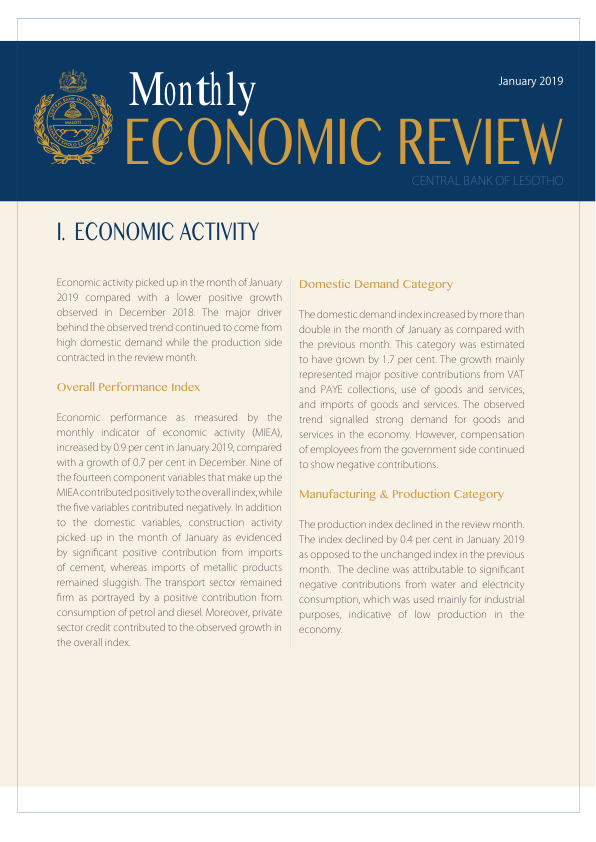 CENTRAL BANK OF LESOTHO
MALOTI
Monthly
January 2019
ECONOMIC REVIEW
CENTRAL BANK OF LESOTHO
I. ECONOMIC ACTIVITY
Economic activity picked up in the month of January
2019 compared with a lower positive growth
observed in December 2018. The major driver
behind the observed trend continued to come from
high domestic demand while the production side
contracted in the review month.
Overall Performance Index
Economic performance as measured by the
monthly indicator of economic activity (MIEA),
increased by 0.9 per cent in January 2019, compared
with a growth of 0.7 per cent in December. Nine of
the fourteen component variables that make up the
MIEA contributed positively to the overall index, while
the five variables contributed negatively. In addition
to the domestic variables, construction activity
picked up in the month of January as evidenced
by significant positive contribution from imports
of cement, whereas imports of metallic products
remained sluggish. The transport sector remained
firm as portrayed by a positive contribution from
consumption of petrol and diesel. Moreover, private
sector credit contributed to the observed growth in
the overall index.
Domestic Demand Category
The domestic demand index increased by more than
double in the month of January as compared with
the previous month. This category was estimated
to have grown by 1.7 per cent. The growth mainly
represented major positive contributions from VAT
and PAYE collections, use of goods and services,
and imports of goods and services. The observed
trend signalled strong demand for goods and
services in the economy. However, compensation
of employees from the government side continued
to show negative contributions.
Manufacturing & Production Category
The production index declined in the review month.
The index declined by 0.4 per cent in January 2019
as opposed to the unchanged index in the previous
month. The decline was attributable to significant
negative contributions from water and electricity
consumption, which was used mainly for industrial
purposes, indicative of low production in the
economy.